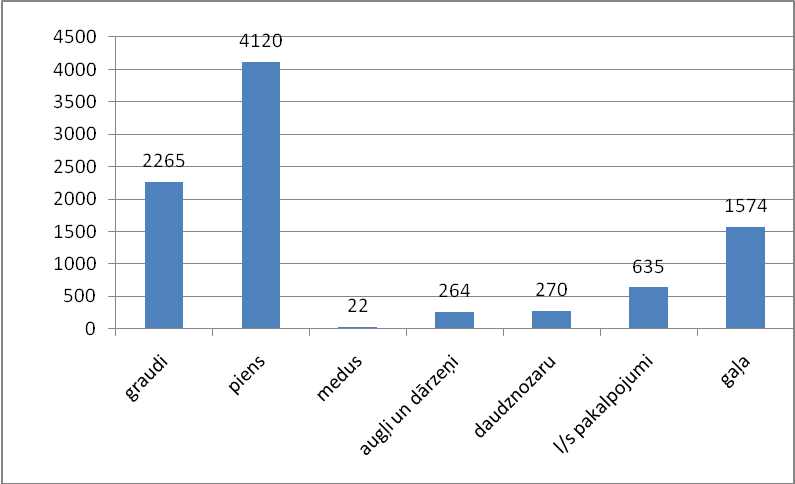 4500
4000
3500
3000
2500
2000
1500
1000
500
0
2265
4120
22
264
270
635
1574
graudi
piens
medus
augļi un dārzeņi
daudznozaru
l/s pakalpojumi
gaļa